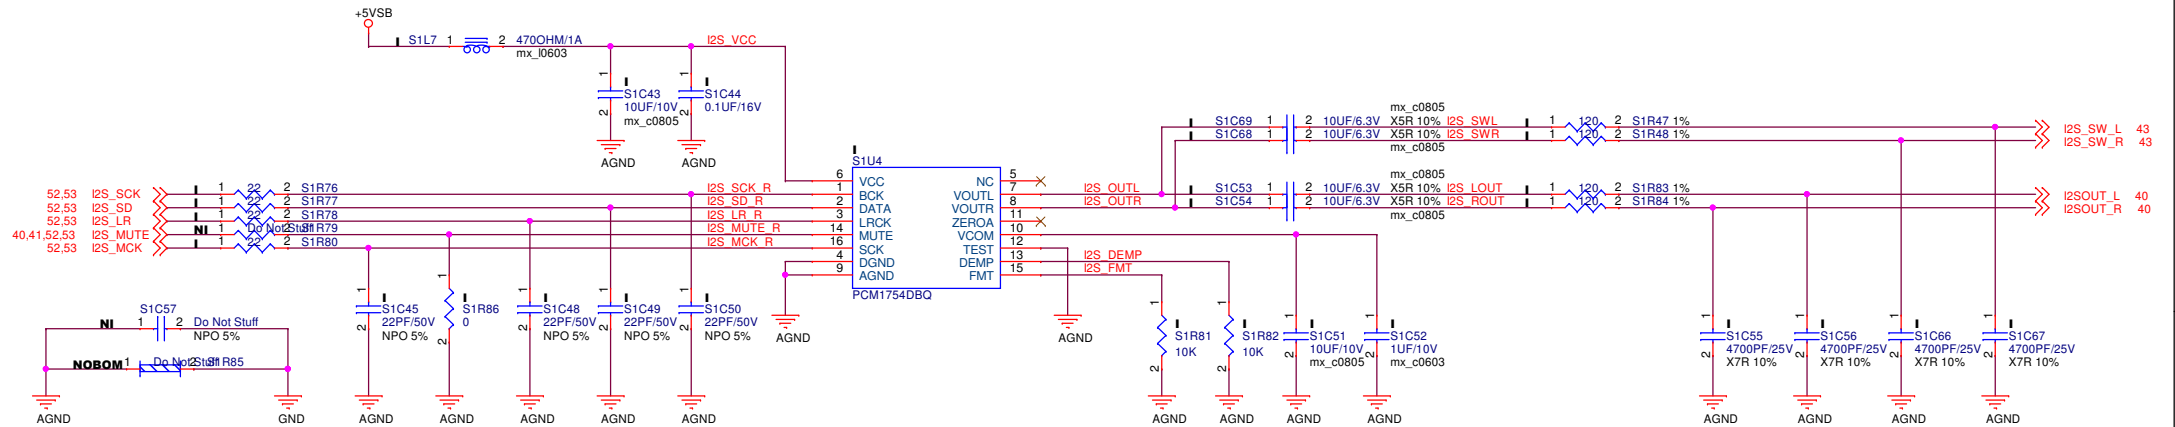 +5VSB
S1L7 1 2 470OHM/1A I2S_VCC
mx_l0603
1 I S1C43 10UF/10V mx_c0805 2
1 I S1C44 0.1UF/16V 2
AGND AGND
I S1U4
6 VCC
1 BCK
2 DATA
3 LRCK
14 MUTE
16 SCK
4 DGND
9 AGND
NC 5
VOUTL 7
VOUTR 8
ZEROA 11
VCOM 10
TEST 12
DEMP 13
FMT 15
PCM1754DBQ
52,53 I2S_SCK I 1 22 2 S1R76 I2S_SCK_R
52,53 I2S_SD 1 22 2 S1R77 I2S_SD_R
52,53 I2S_LR 1 22 2 S1R78 I2S_LR_R
40,41,52,53 I2S_MUTE NI 1 Do Not Stuff 2 S1R79 I2S_MUTE_R
52,53 I2S_MCK I 1 22 2 S1R80 I2S_MCK_R
1 I S1C45 22PF/50V NPO 5% 2
1 I S1R86 0 2
1 I S1C48 22PF/50V NPO 5% 2
1 I S1C49 22PF/50V NPO 5% 2
1 I S1C50 22PF/50V NPO 5% 2
S1C57
NI 1 2 Do Not Stuff
NPO 5%
NOBOM 1 Do Not Stuff 2 S1R85
AGND GND AGND AGND AGND AGND AGND
AGND
I2S_OUTL
I2S_OUTR
I2S_DEMP
I2S_FMT
mx_c0805
I S1C69 1 2 10UF/6.3V X5R 10% I2S_SWL I 1 120 2 S1R47 1% I2S_SW_L 43
I S1C68 1 2 10UF/6.3V X5R 10% I2S_SWR 1 120 2 S1R48 1% I2S_SW_R 43
mx_c0805
mx_c0805
I S1C53 1 2 10UF/6.3V X5R 10% I2S_LOUT I 1 120 2 S1R83 1% I2SOUT_L 40
I S1C54 1 2 10UF/6.3V X5R 10% I2S_ROUT 1 120 2 S1R84 1% I2SOUT_R 40
mx_c0805
AGND
1 I S1R81 10K 2
1 I S1R82 10K 2
1 I S1C51 10UF/10V mx_c0805 2
1 I S1C52 1UF/10V mx_c0603 2
AGND AGND AGND AGND
1 I S1C55 4700PF/25V X7R 10% 2
1 I S1C56 4700PF/25V X7R 10% 2
1 I S1C66 4700PF/25V X7R 10% 2
1 I S1C67 4700PF/25V X7R 10% 2
AGND AGND AGND AGND